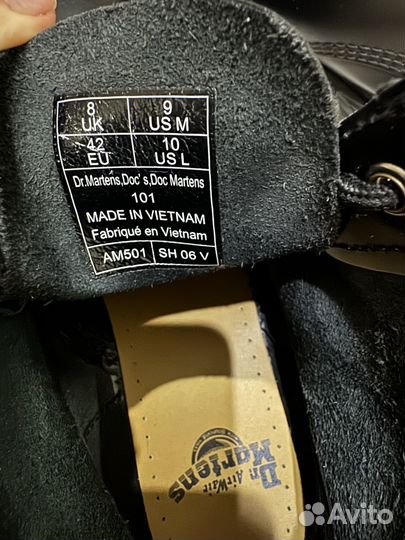 8 9
UK US M
42 10
EU US L
Dr.Martens,Doc's,Doc Martens
101
MADE IN VIETNAM
Fabriqué en Vietnam
AM501 SH 06 V
Dr. Martens
AirWair
Avito